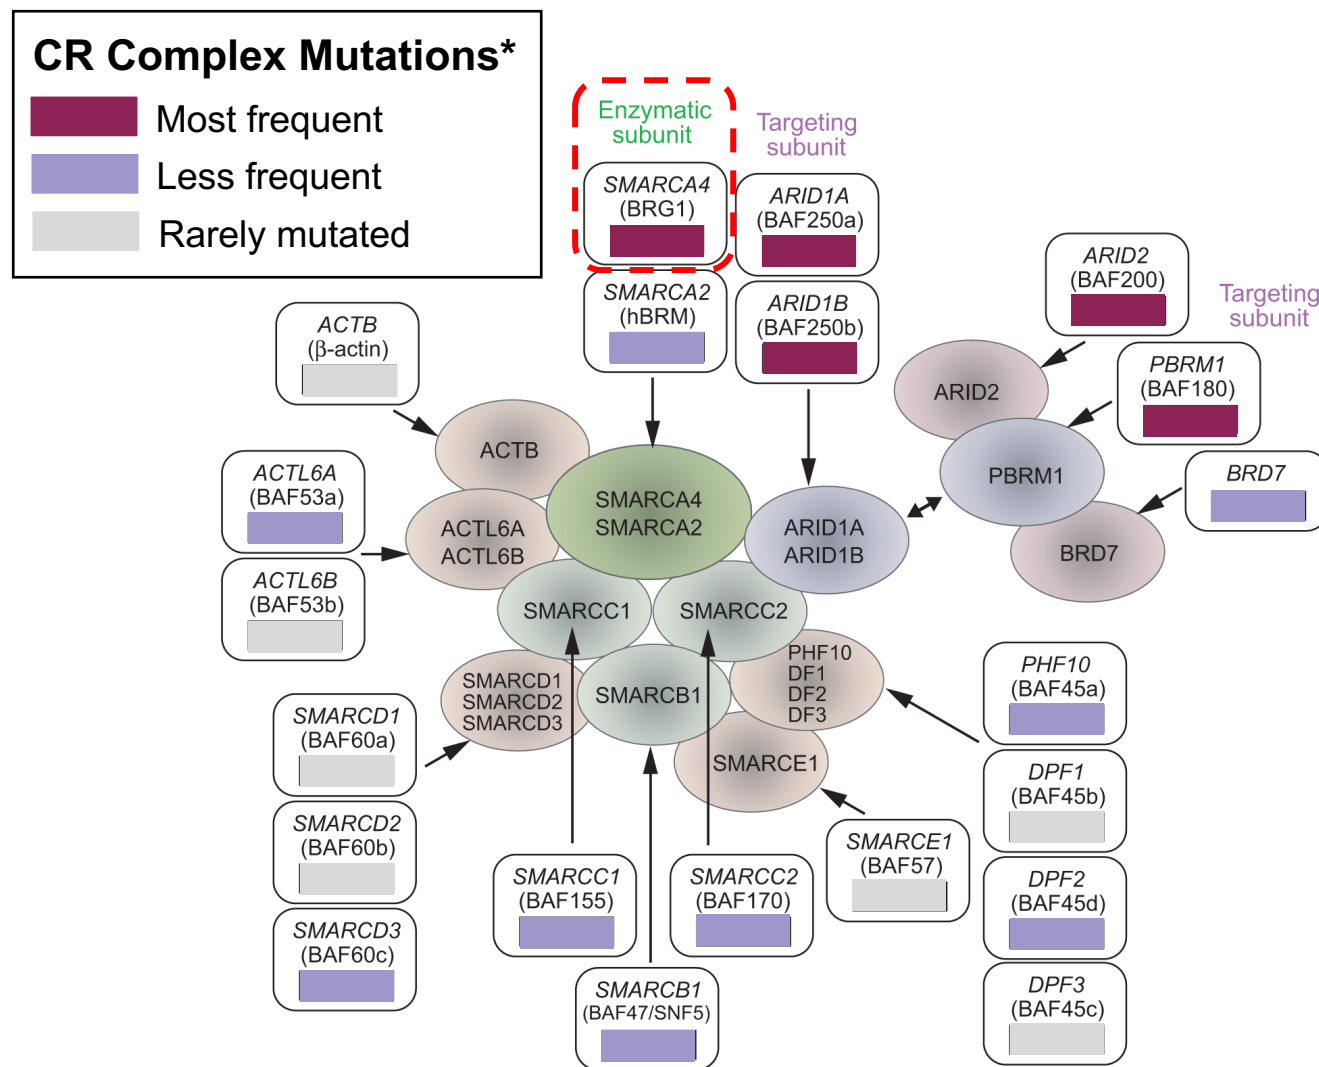 CR Complex Mutations*
Most frequent
Less frequent
Rarely mutated
Enzymatic
subunit
SMARCA4
(BRG1)
SMARCA2
(hBRM)
Targeting
subunit
ARID1A
(BAF250a)
ARID1B
(BAF250b)
ARID2
(BAF200)
Targeting
subunit
PBRM1
(BAF180)
BRD7
ACTB
(β-actin)
ACTL6A
(BAF53a)
ACTL6B
(BAF53b)
ACTB
ACTL6A
ACTL6B
SMARCA4
SMARCA2
ARID1A
ARID1B
ARID2
PBRM1
BRD7
SMARCC1
SMARCC2
SMARCD1
SMARCD2
SMARCD3
SMARCB1
PHF10
DF1
DF2
DF3
SMARCE1
SMARCD1
(BAF60a)
SMARCD2
(BAF60b)
SMARCD3
(BAF60c)
SMARCC1
(BAF155)
SMARCB1
(BAF47/SNF5)
SMARCC2
(BAF170)
SMARCE1
(BAF57)
PHF10
(BAF45a)
DPF1
(BAF45b)
DPF2
(BAF45d)
DPF3
(BAF45c)